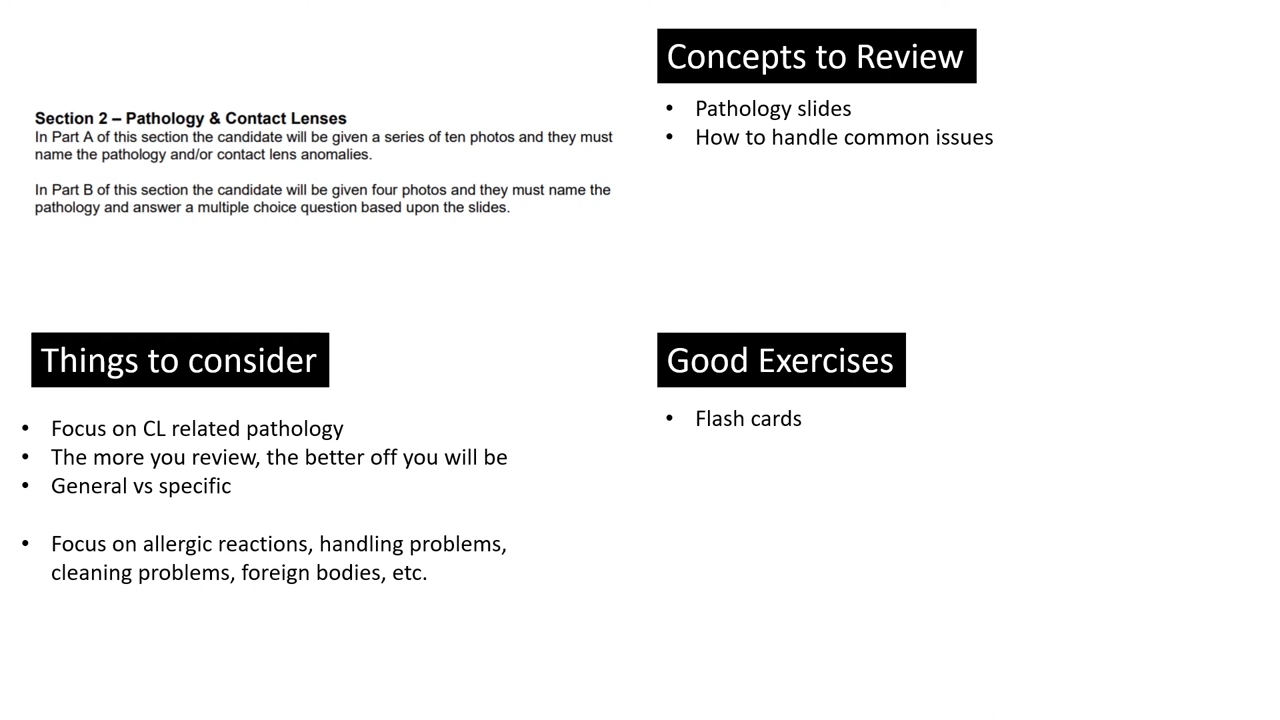 Section 2 – Pathology & Contact Lenses
In Part A of this section the candidate will be given a series of ten photos and they must
name the pathology and/or contact lens anomalies.
In Part B of this section the candidate will be given four photos and they must name the
pathology and answer a multiple choice question based upon the slides.
Concepts to Review
• Pathology slides
• How to handle common issues
Things to consider
• Focus on CL related pathology
• The more you review, the better off you will be
• General vs specific
• Focus on allergic reactions, handling problems,
cleaning problems, foreign bodies, etc.
Good Exercises
• Flash cards